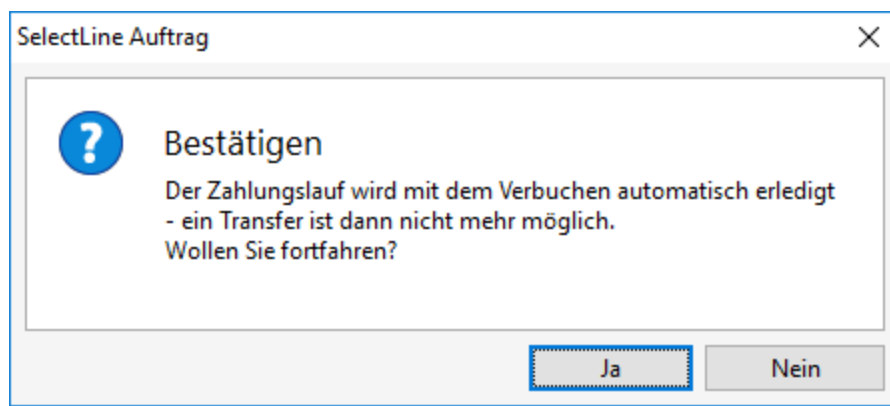 SelectLine Auftrag
Bestätigen
Der Zahlungslauf wird mit dem Verbuchen automatisch erledigt
- ein Transfer ist dann nicht mehr möglich.
Wollen Sie fortfahren?
Ja
Nein